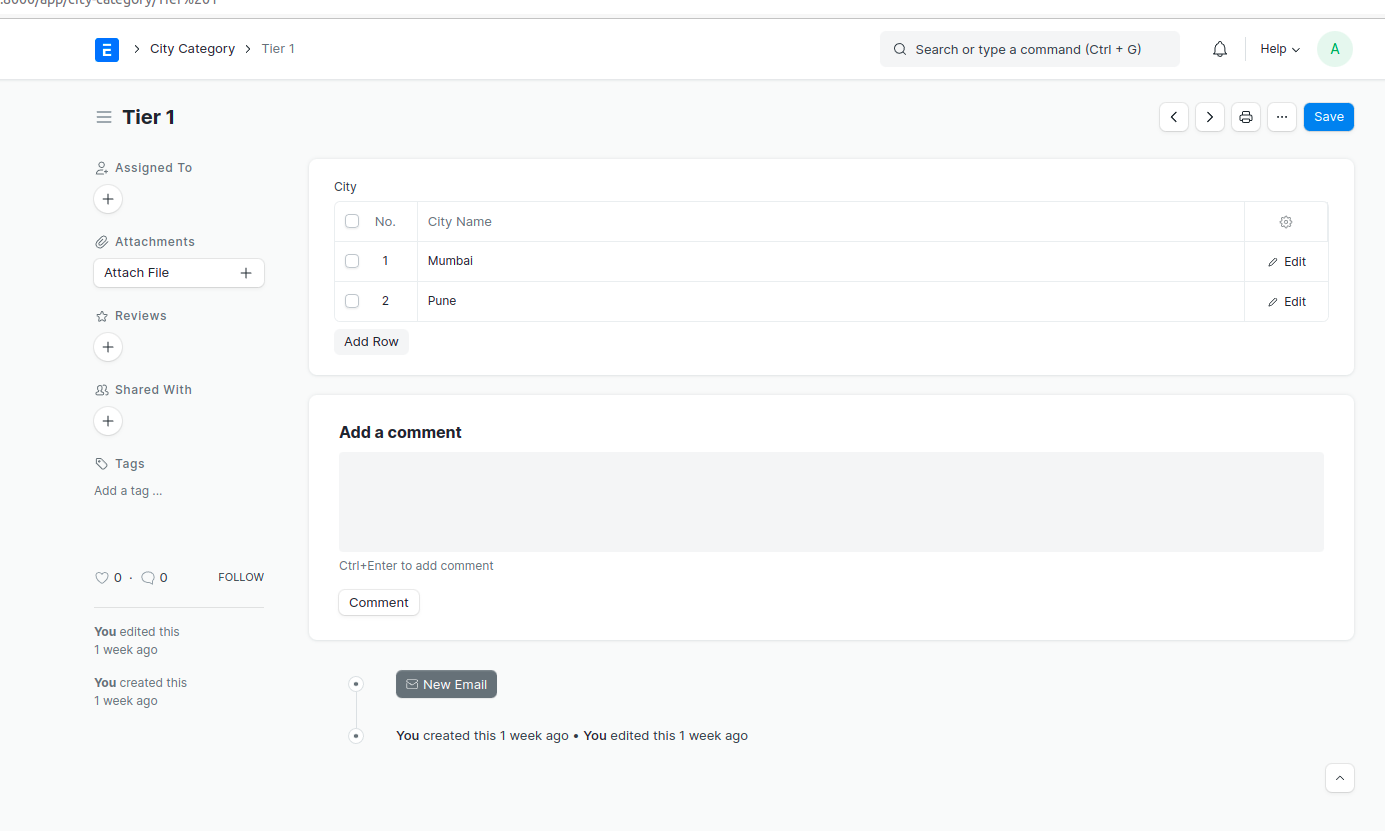 :8000/app/city-category/Tier%201
E
City Category
Tier 1
Search or type a command (Ctrl + G)
Help
A
Tier 1
Save
Assigned To
Attachments
Attach File
Reviews
Shared With
Tags
Add a tag ...
0 · 0
FOLLOW
You edited this
1 week ago
You created this
1 week ago
City
No. City Name
1 Mumbai Edit
2 Pune Edit
Add Row
Add a comment
Ctrl+Enter to add comment
Comment
New Email
You created this 1 week ago • You edited this 1 week ago